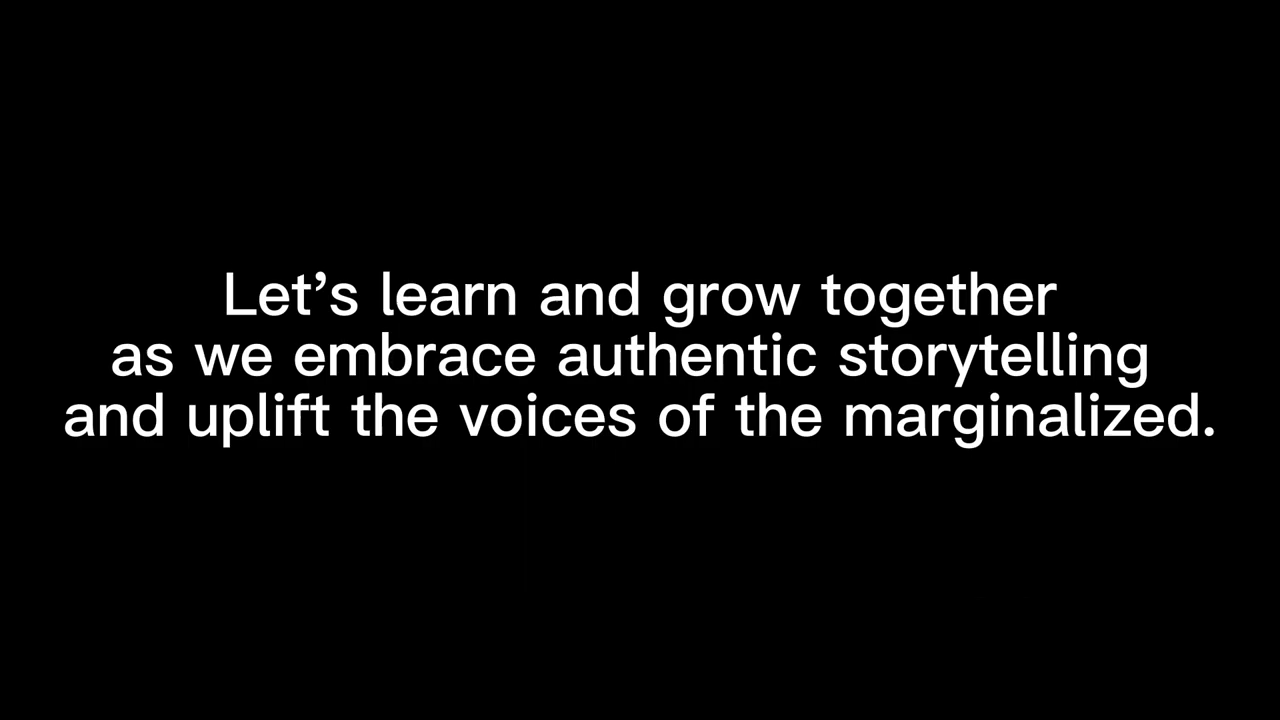 Let’s learn and grow together
as we embrace authentic storytelling
and uplift the voices of the marginalized.